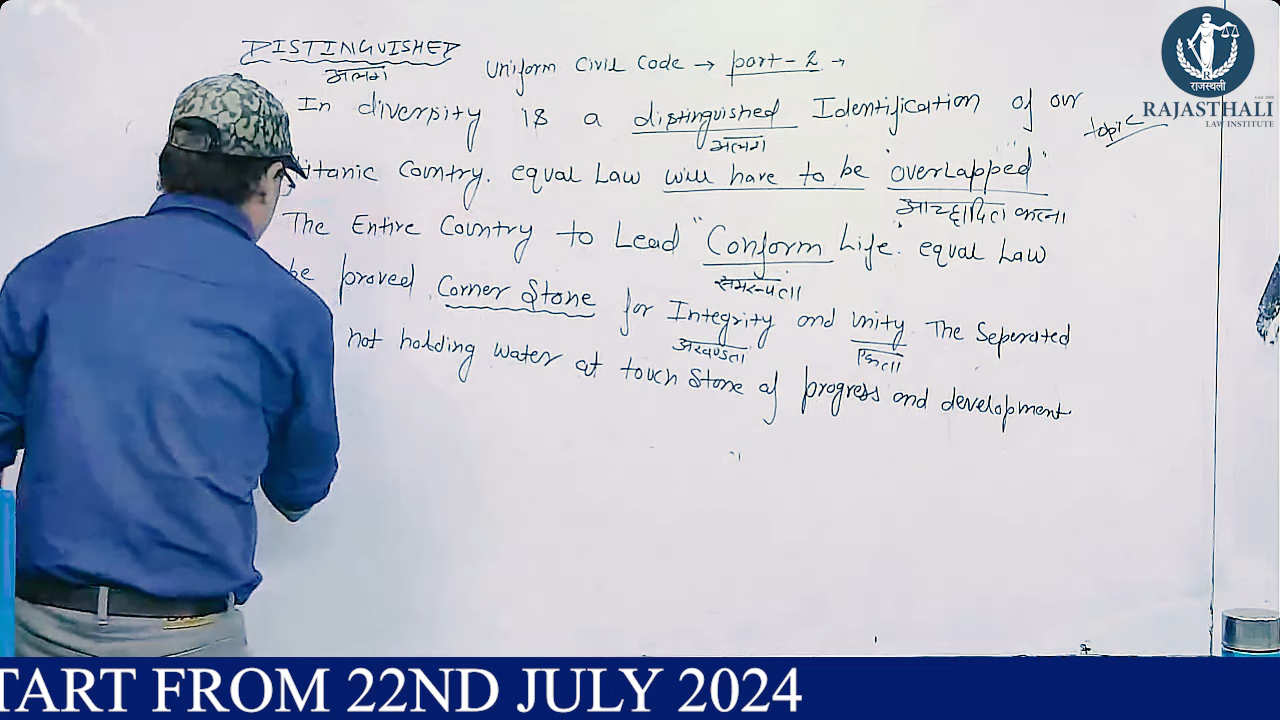 DISTINGUISHED
अलग
Uniform Civil Code → part-2 →
In diversity is a distinguished Identification of our
topic
अलग
titanic Country. equal Law will have to be "overlapped"
आच्छादित करना
The Entire Country to Lead "Conform Life". equal Law
समरूपता
be proved Corner Stone for Integrity and unity. The Seperated
अखण्डता
एकता
not holding water at touch Stone of progress and development.
राजस्थली
RAJASTHALI
LAW INSTITUTE
TART FROM 22ND JULY 2024